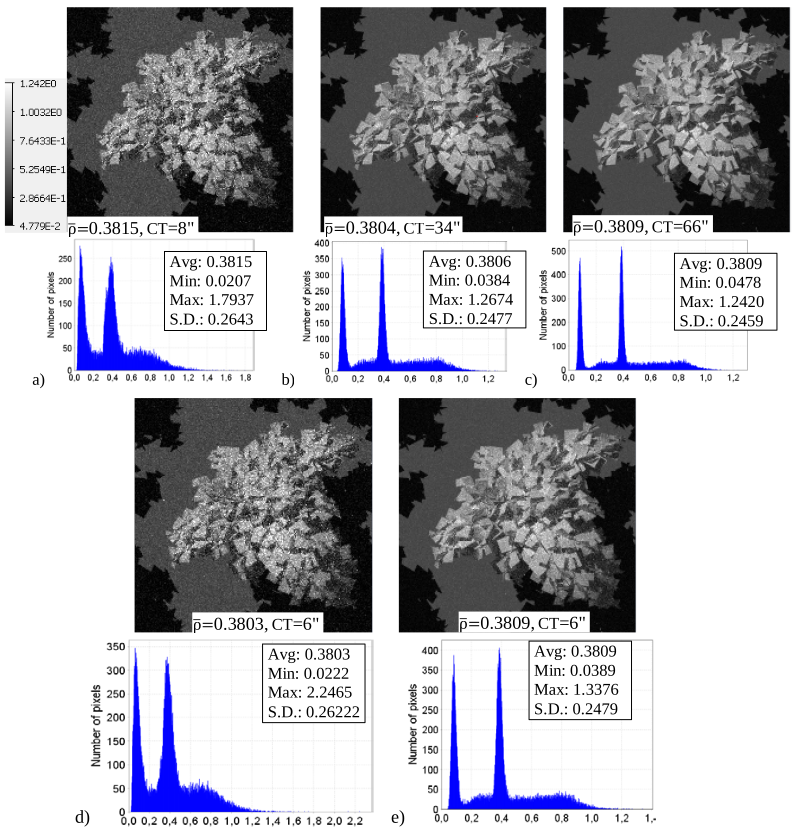 1.242E0
1.0032E0
7.6433E-1
5.2549E-1
2.8664E-1
4.779E-2
ρ̅=0.3815, CT=8"
ρ̅=0.3804, CT=34"
ρ̅=0.3809, CT=66"
Number of pixels
250
200
150
100
50
0
0,0 0,2 0,4 0,6 0,8 1,0 1,2 1,4 1,6 1,8
Avg: 0.3815
Min: 0.0207
Max: 1.7937
S.D.: 0.2643
a)
Number of pixels
400
350
300
250
200
150
100
50
0
0,0 0,2 0,4 0,6 0,8 1,0 1,2
Avg: 0.3806
Min: 0.0384
Max: 1.2674
S.D.: 0.2477
b)
Number of pixels
500
400
300
200
100
0
0,0 0,2 0,4 0,6 0,8 1,0 1,2
Avg: 0.3809
Min: 0.0478
Max: 1.2420
S.D.: 0.2459
c)
ρ̅=0.3803, CT=6"
ρ̅=0.3809, CT=6"
Number of pixels
350
300
250
200
150
100
50
0
0,0 0,2 0,4 0,6 0,8 1,0 1,2 1,4 1,6 1,8 2,0 2,2
Avg: 0.3803
Min: 0.0222
Max: 2.2465
S.D.: 0.26222
d)
Number of pixels
400
350
300
250
200
150
100
50
0
0,0 0,2 0,4 0,6 0,8 1,0 1,2
Avg: 0.3809
Min: 0.0389
Max: 1.3376
S.D.: 0.2479
e)